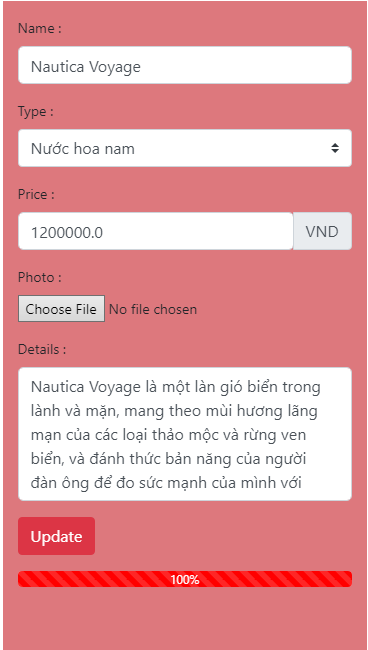 Name :
Nautica Voyage
Type :
Nước hoa nam
Price :
1200000.0 VND
Photo :
Choose File No file chosen
Details :
Nautica Voyage là một làn gió biển trong
lành và mặn, mang theo mùi hương lãng
mạn của các loại thảo mộc và rừng ven
biển, và đánh thức bản năng của người
đàn ông để đo sức mạnh của mình với
Update
100%